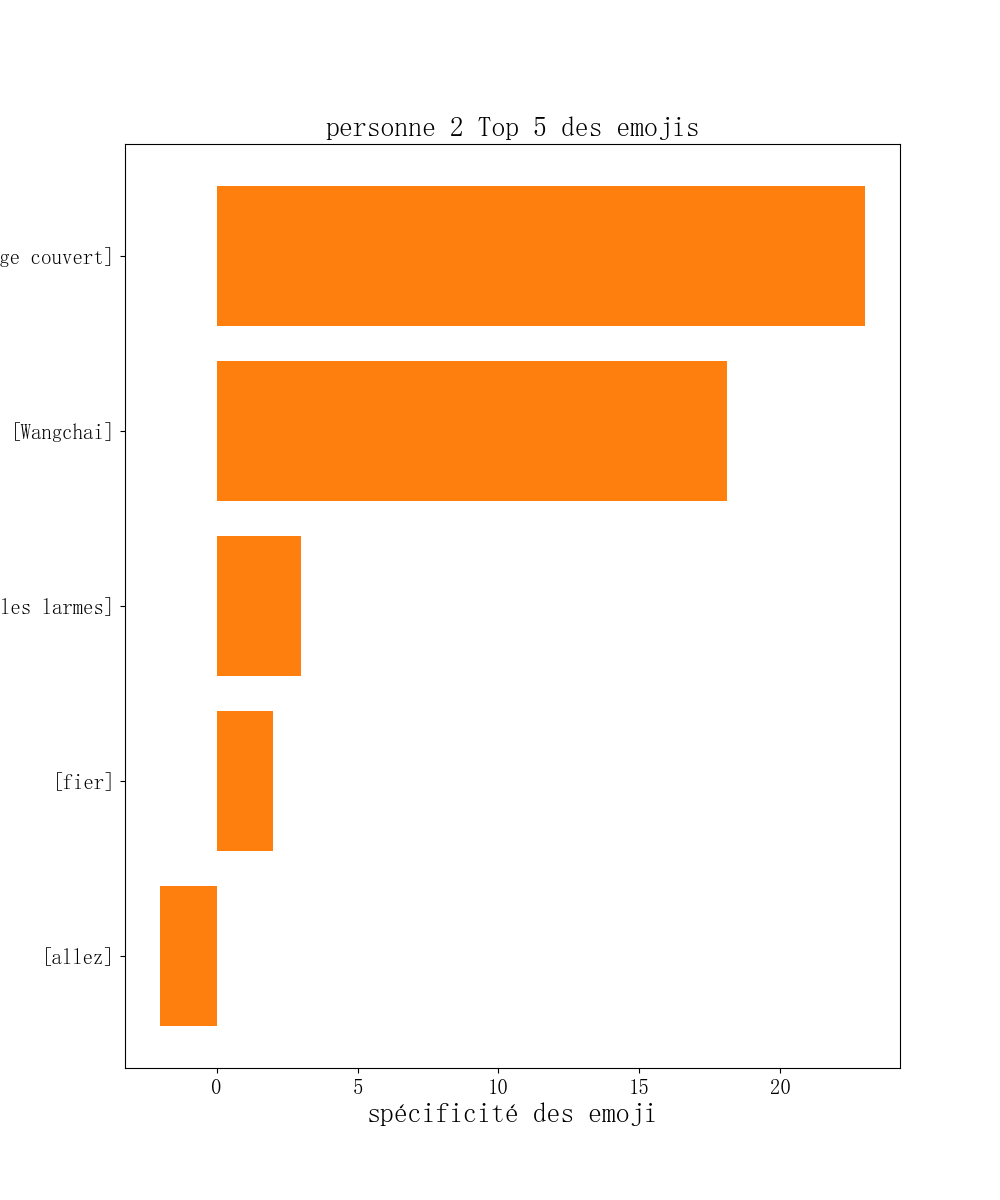 personne 2 Top 5 des emojis
couvert]
[Wangchai]
les larmes]
[fier]
[allez]
0 5 10 15 20
spécificité des emoji